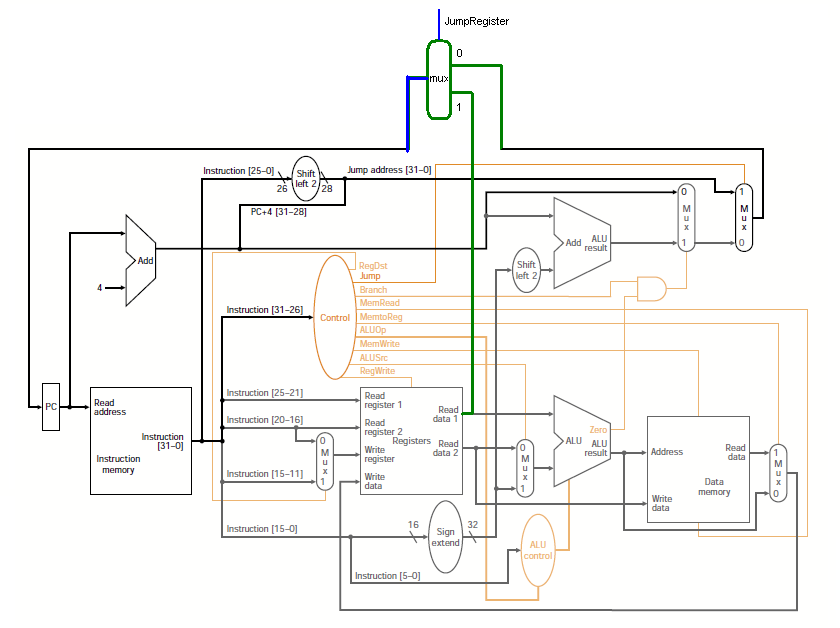 JumpRegister
0
mux
1
Instruction [25–0]
Shift
left 2
Jump address [31–0]
26
28
PC+4 [31–28]
0
M
u
x
1
1
M
u
x
0
Add
ALU
result
Add
4
Shift
left 2
RegDst
Jump
Branch
MemRead
MemtoReg
ALUOp
MemWrite
ALUSrc
RegWrite
Control
Instruction [31–26]
PC
Read
address
Instruction
[31–0]
Instruction
memory
Instruction [25–21]
Instruction [20–16]
Instruction [15–11]
Instruction [15–0]
0
M
u
x
1
Read
register 1
Read
register 2
Write
register
Write
data
Registers
Read
data 1
Read
data 2
0
M
u
x
1
Zero
ALU
ALU
result
Address
Read
data
Data
memory
Write
data
1
M
u
x
0
16
Sign
extend
32
ALU
control
Instruction [5–0]